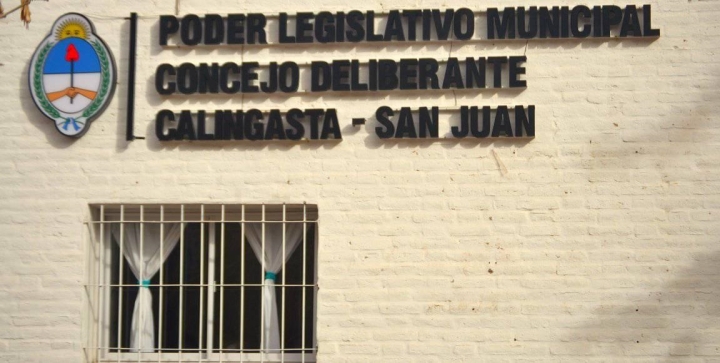 PODER LEGISLATIVO MUNICIPAL
CONCEJO DELIBERANTE
CALINGASTA - SAN JUAN